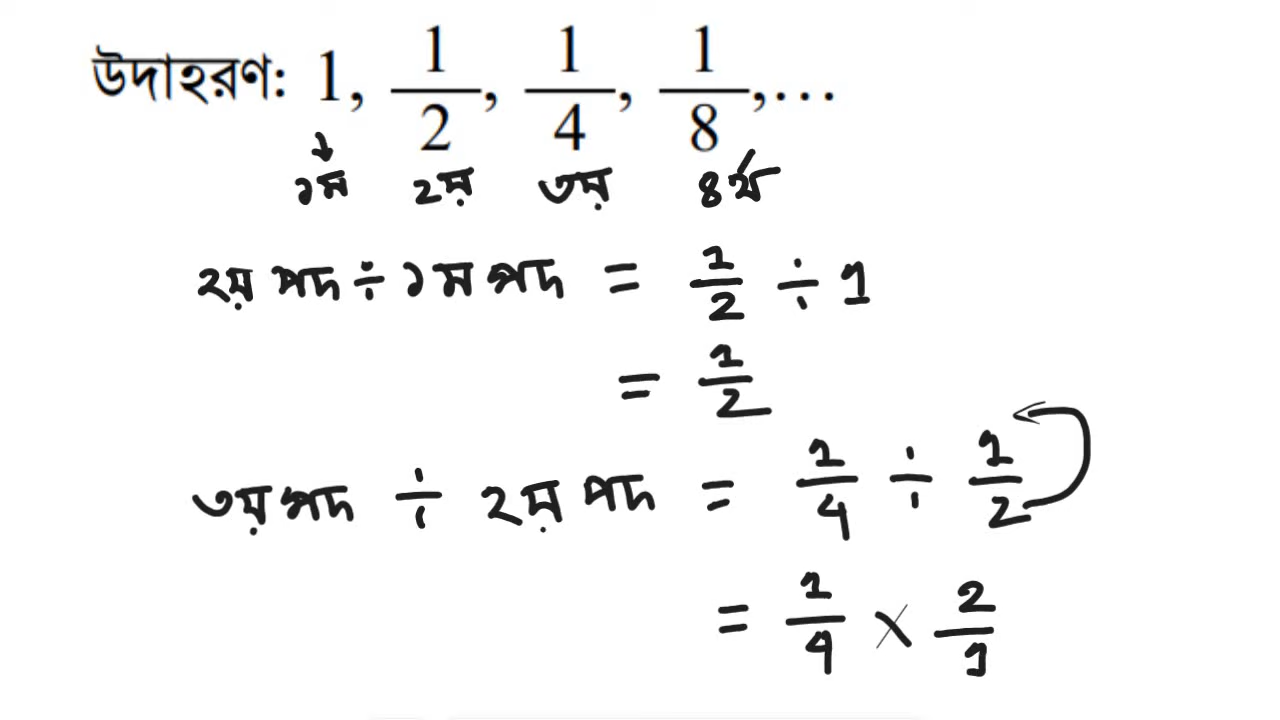 উদাহরণ: 1, 1/2, 1/4, 1/8,...
১ম ২য় ৩য় ৪র্থ
২য় পদ ÷ ১ম পদ = 1/2 ÷ 1
= 1/2
৩য় পদ ÷ ২য় পদ = 1/4 ÷ 1/2
= 1/4 × 2/1